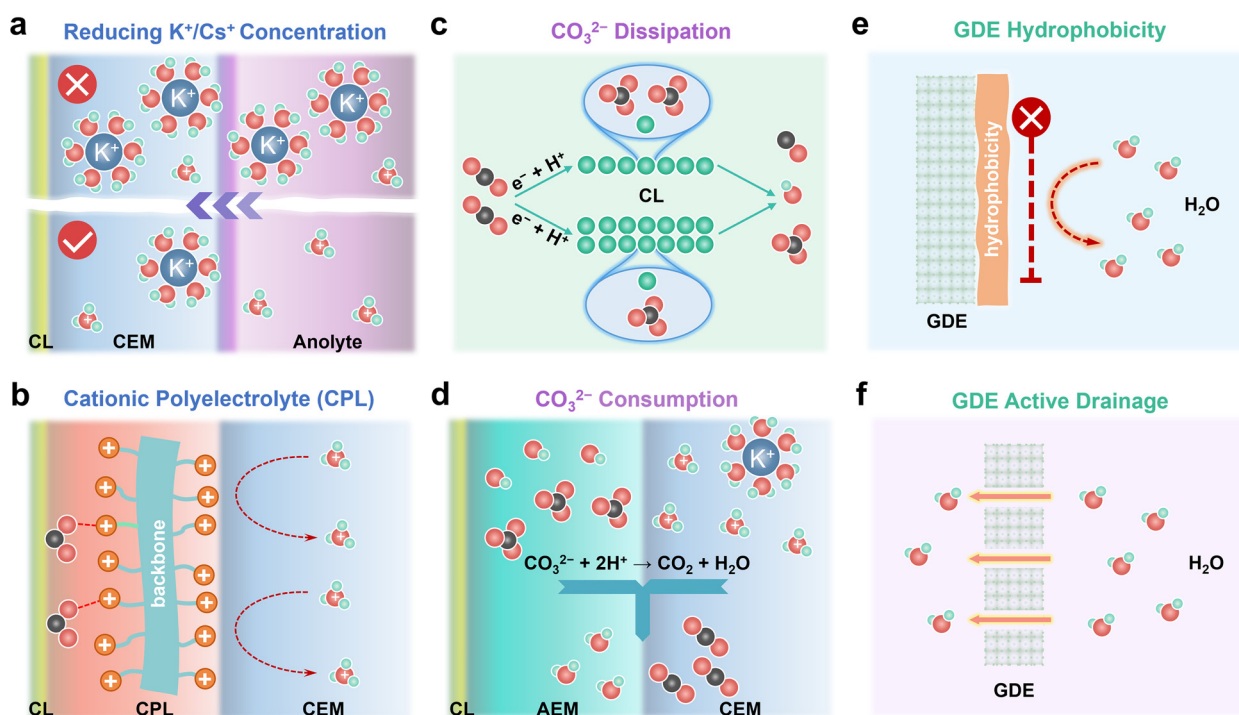 a
Reducing K⁺/Cs⁺ Concentration
K⁺
K⁺
K⁺
K⁺
+
+
K⁺
+
+
+
+
CL
CEM
Anolyte
b
Cationic Polyelectrolyte (CPL)
+
+
+
+
+
+
+
+
+
+
+
+
+
+
backbone
+
+
+
+
CL
CPL
CEM
c
CO₃²⁻ Dissipation
e⁻ + H⁺
CL
e⁻ + H⁺
d
CO₃²⁻ Consumption
K⁺
+
+
+
+
CO₃²⁻ + 2H⁺ → CO₂ + H₂O
CL
AEM
CEM
e
GDE Hydrophobicity
hydrophobicity
H₂O
GDE
f
GDE Active Drainage
H₂O
GDE